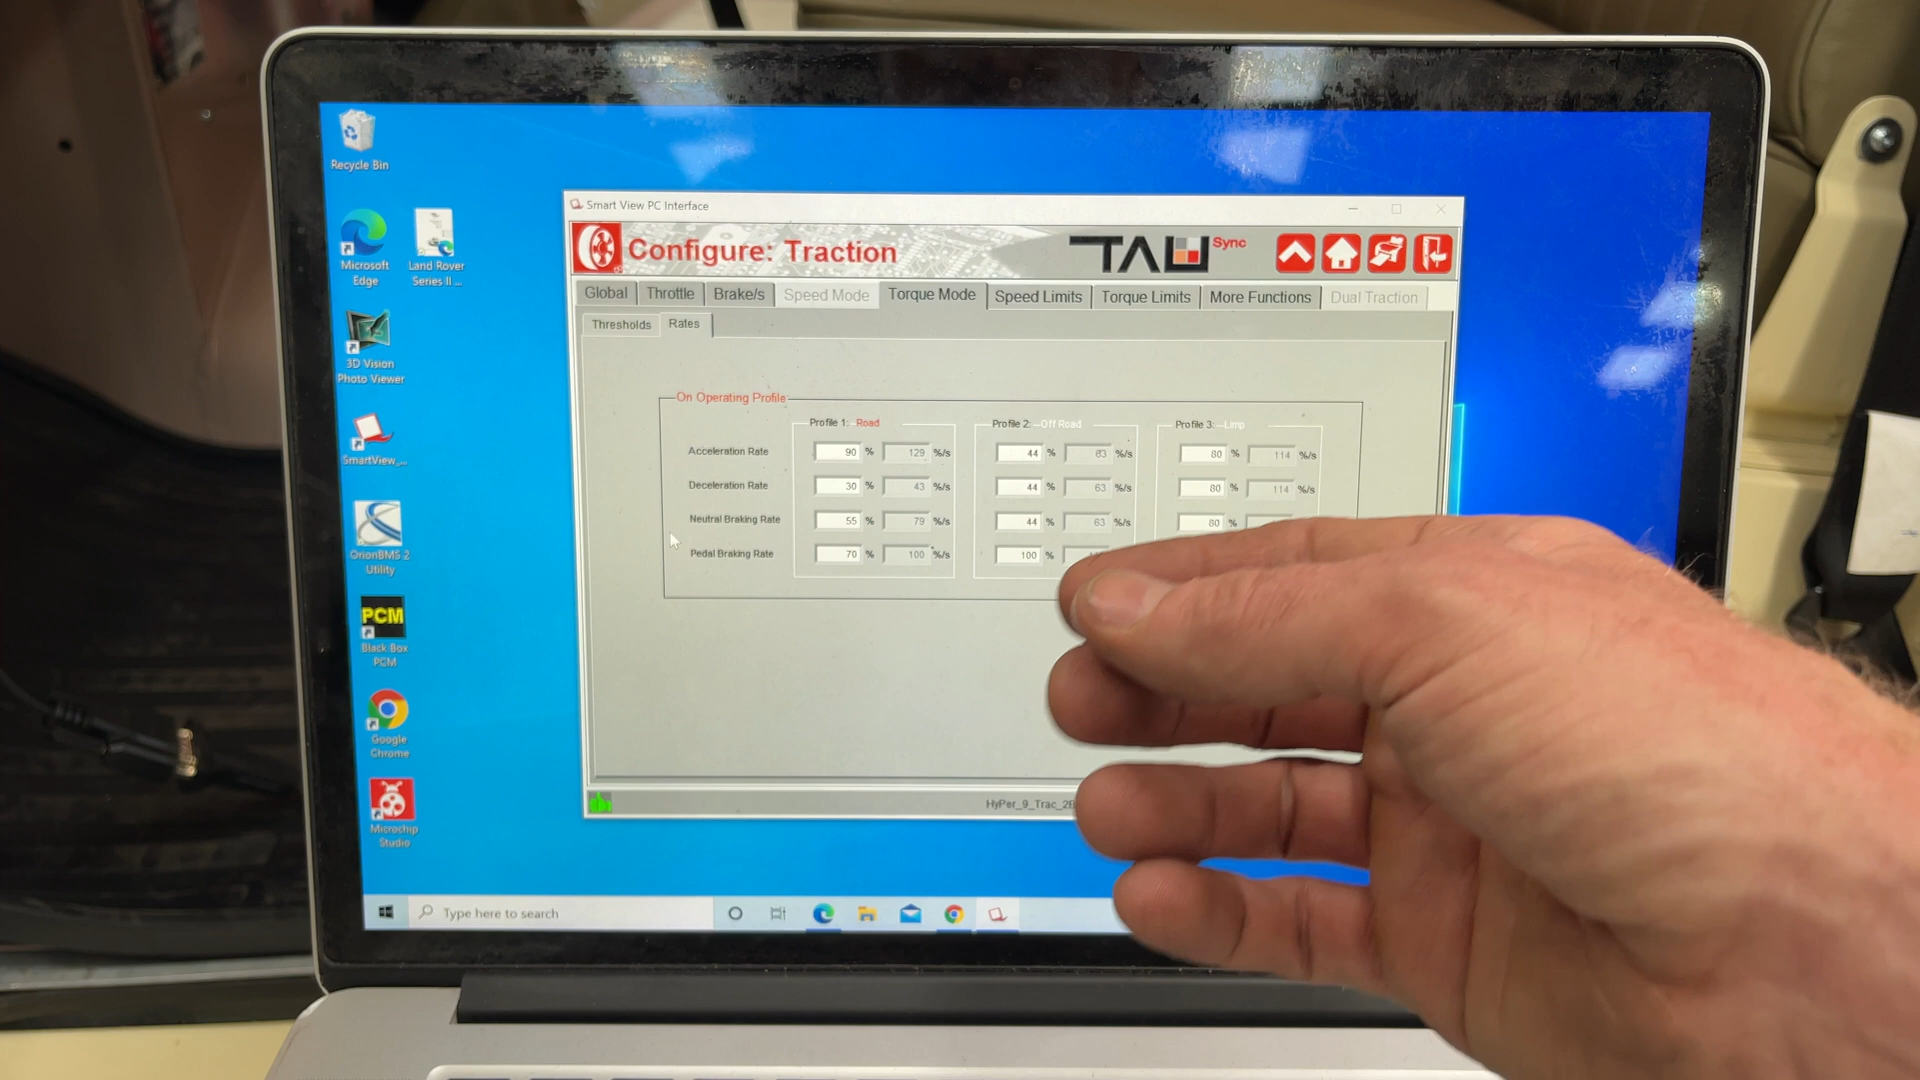 Recycle Bin
Microsoft Edge
Land Rover Series II ...
3D Vision Photo Viewer
SmartView_...
OrionBMS 2 Utility
PCM
Black Box PCM
Google Chrome
Microchip Studio
Smart View PC Interface
Configure: Traction
TAU Sync
Global Throttle Brake/s Speed Mode Torque Mode Speed Limits Torque Limits More Functions Dual Traction
Thresholds Rates
On Operating Profile
Profile 1: Road Profile 2: Off Road Profile 3: Limp
Acceleration Rate 90 % 129 %/s 44 % %/s 80 % 114 %/s
Deceleration Rate 30 % 43 %/s 44 % 63 %/s 80 % 114 %/s
Neutral Braking Rate 55 % 79 %/s 44 % 63 %/s 80 %
Pedal Braking Rate 70 % 100 %/s 100 %
HyPer_9_Trac_2
Type here to search